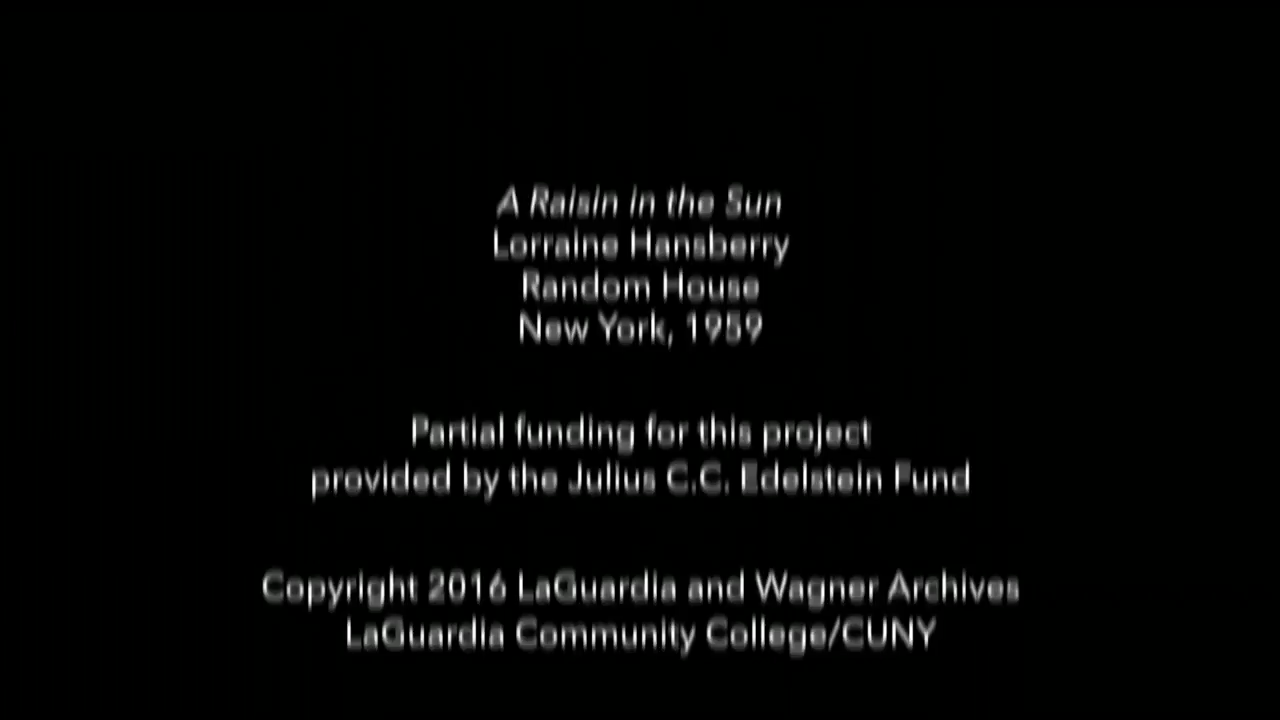 A Raisin in the Sun
Lorraine Hansberry
Random House
New York, 1959
Partial funding for this project
provided by the Julius C.C. Edelstein Fund
Copyright 2016 LaGuardia and Wagner Archives
LaGuardia Community College/CUNY